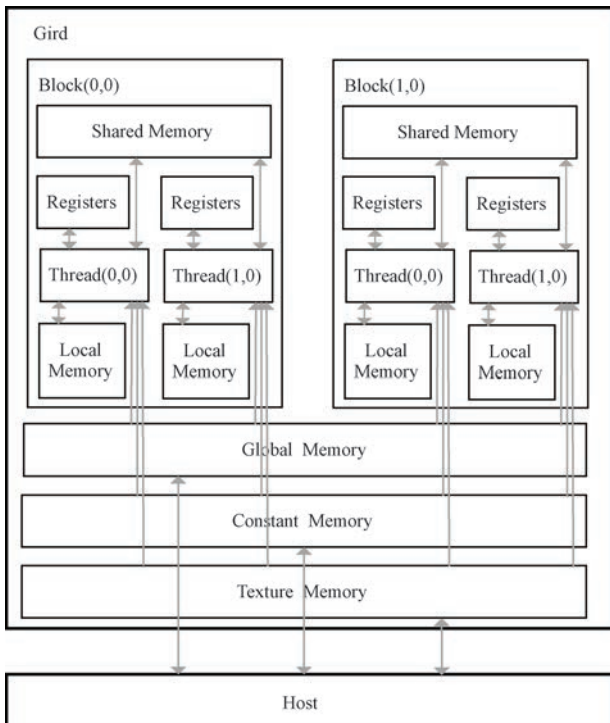 Gird
Block(0,0)
Shared Memory
Registers
Registers
Thread(0,0)
Thread(1,0)
Local
Memory
Local
Memory
Block(1,0)
Shared Memory
Registers
Registers
Thread(0,0)
Thread(1,0)
Local
Memory
Local
Memory
Global Memory
Constant Memory
Texture Memory
Host